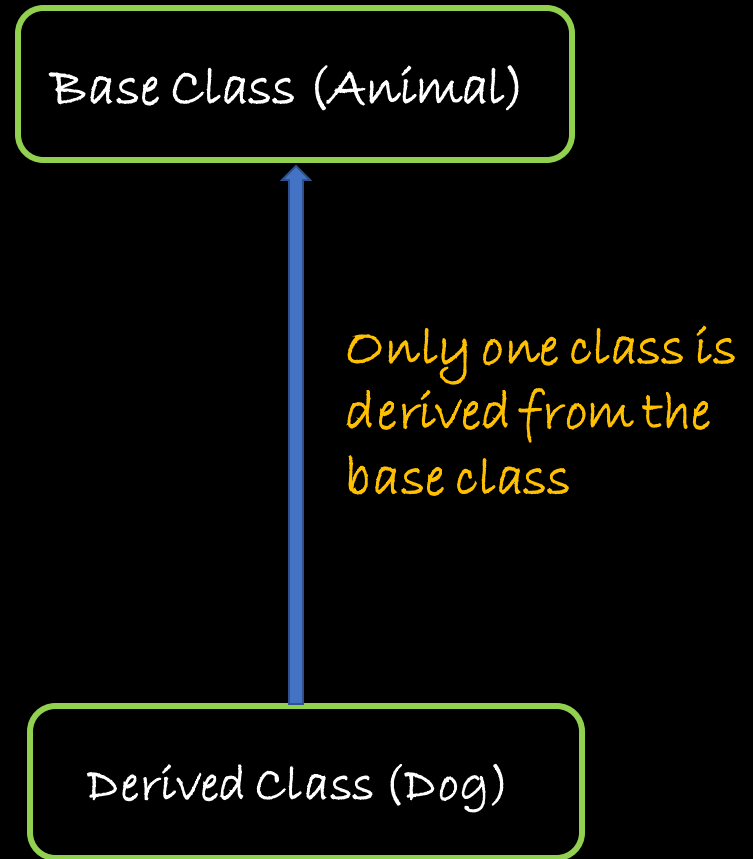 Base Class (Animal)
Only one class is
derived from the
base class
Derived Class (Dog)